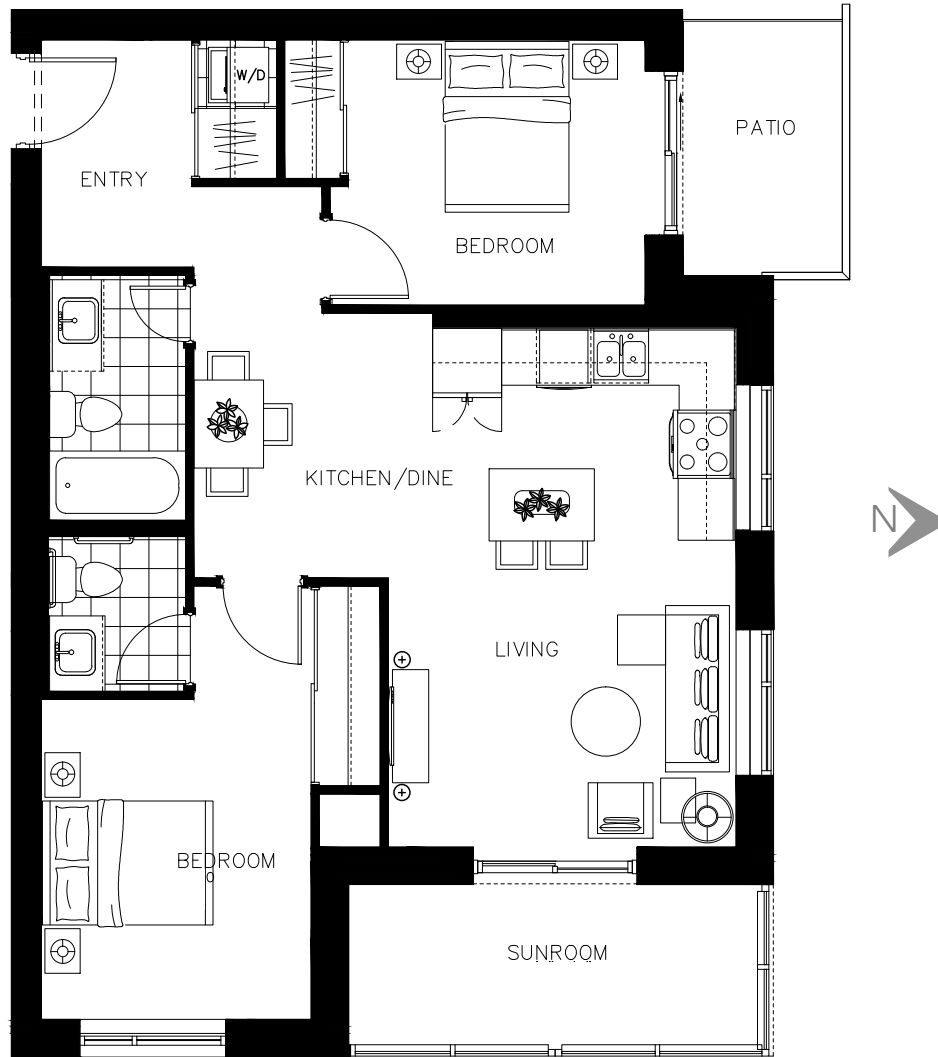 W/D
PATIO
ENTRY
BEDROOM
KITCHEN/DINE
N
LIVING
BEDROOM
SUNROOM